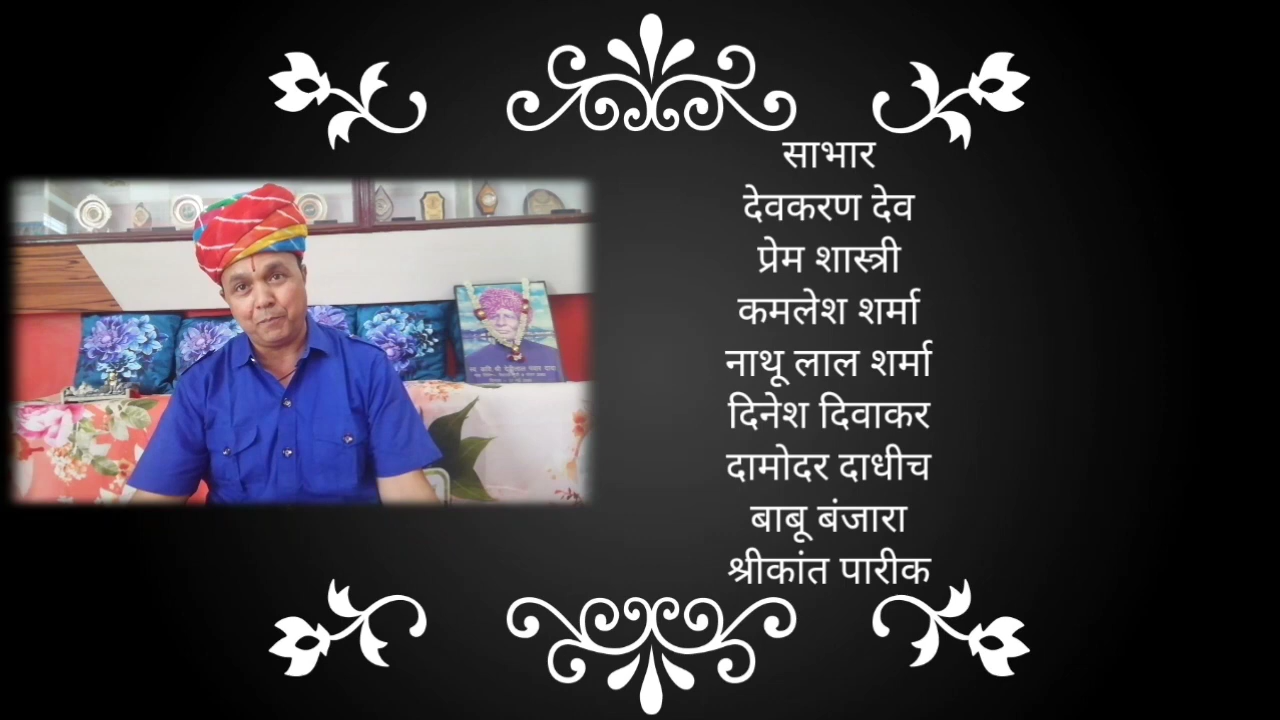 साभार
देवकरण देव
प्रेम शास्त्री
कमलेश शर्मा
नाथू लाल शर्मा
दिनेश दिवाकर
दामोदर दाधीच
बाबू बंजारा
श्रीकांत पारीक